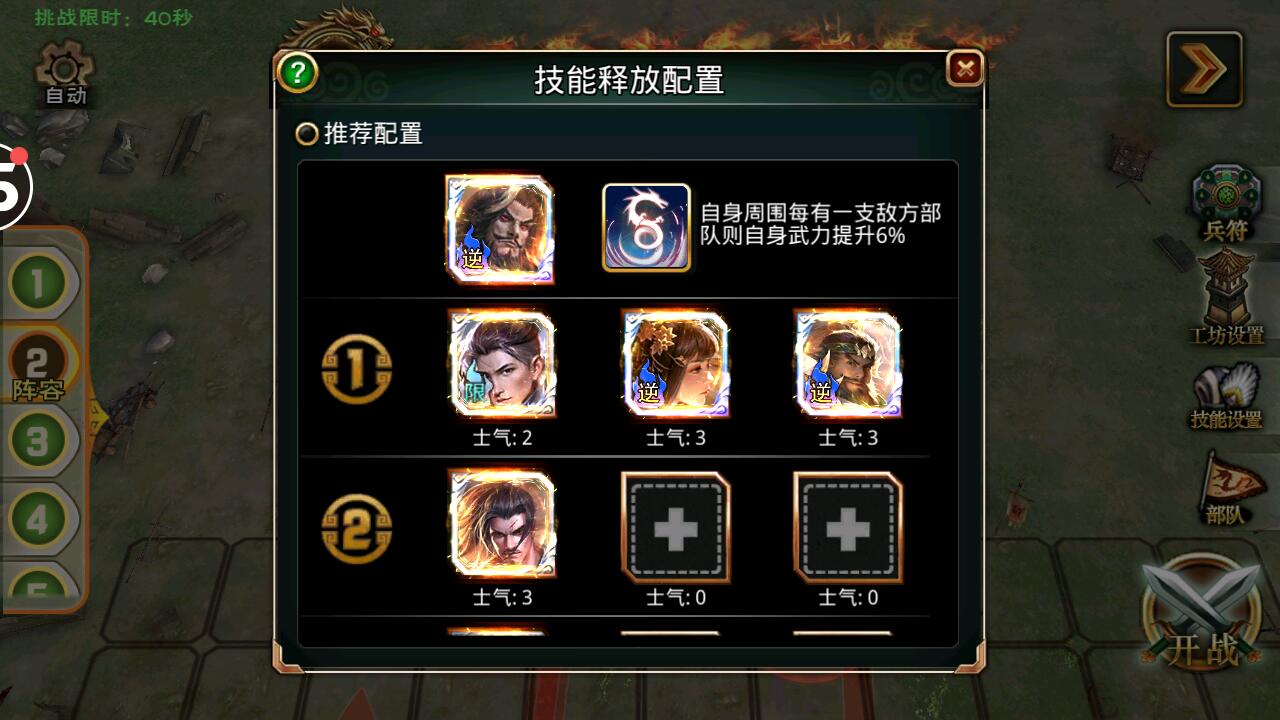 挑战限时：40秒
自动
技能释放配置
?
推荐配置
逆
自身周围每有一支敌方部
队则自身武力提升6%
1
限
逆
逆
士气: 2
士气: 3
士气: 3
2
士气: 3
士气: 0
士气: 0
5
1
2
阵容
3
4
5
兵符
工坊设置
技能设置
部队
开战